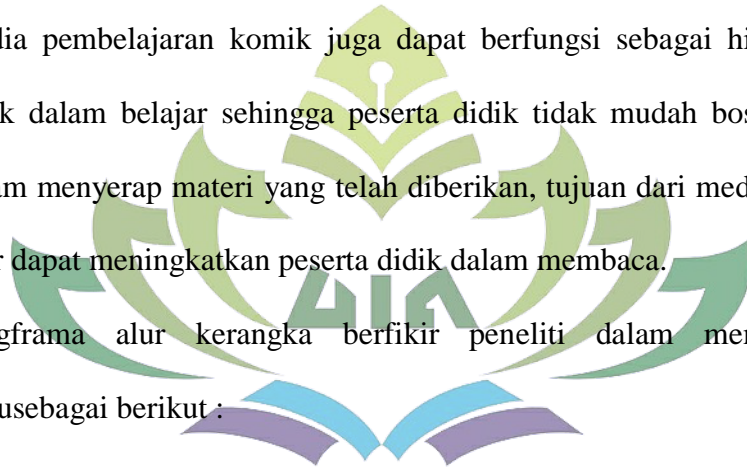 dia pembelajaran komik juga dapat berfungsi sebagai hi
k dalam belajar sehingga peserta didik tidak mudah bos
am menyerap materi yang telah diberikan, tujuan dari med
r dapat meningkatkan peserta didik dalam membaca.
gframa alur kerangka berfikir peneliti dalam men
usebagai berikut :